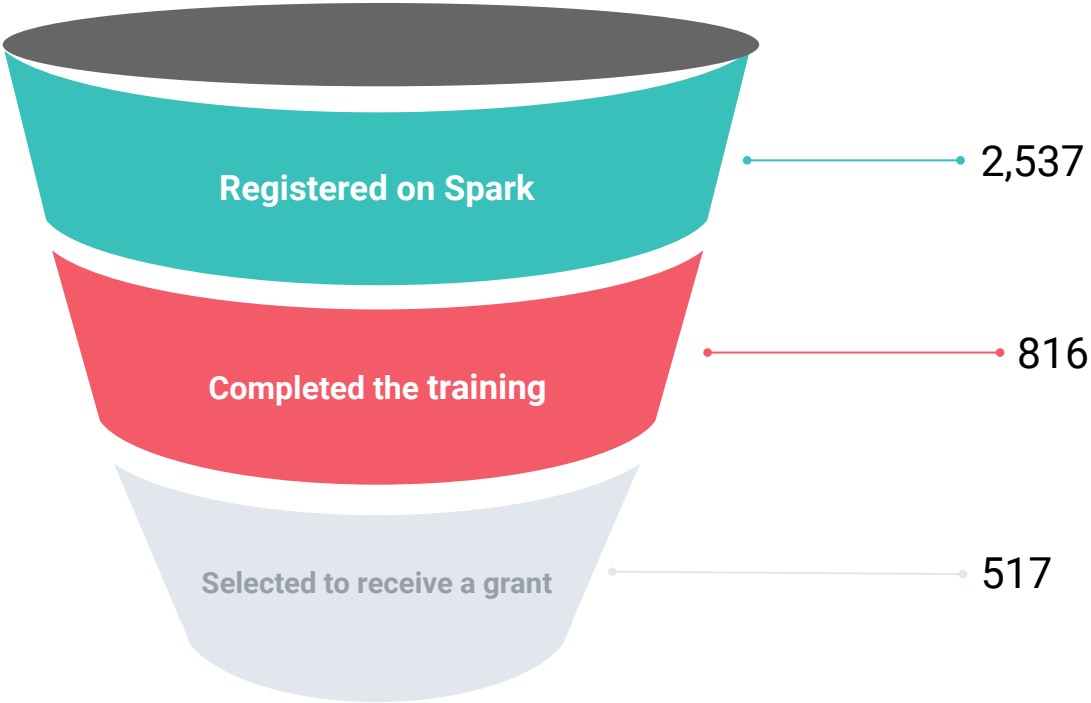 Registered on Spark
2,537
Completed the training
816
Selected to receive a grant
517